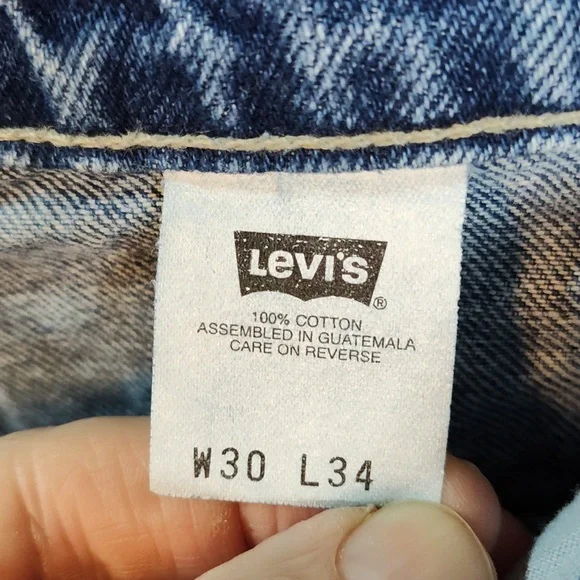 Levi's
®
100% COTTON
ASSEMBLED IN GUATEMALA
CARE ON REVERSE
W30 L34